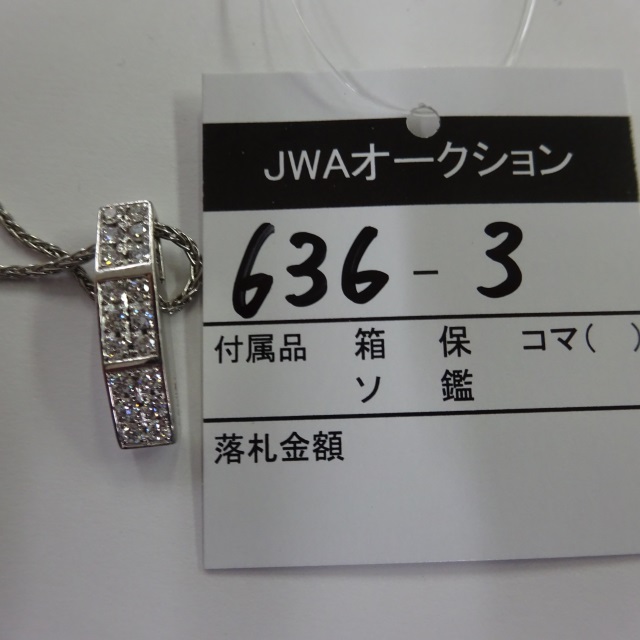 JWAオークション
636-3
付属品 箱 保 コマ( )
ソ 鑑
落札金額